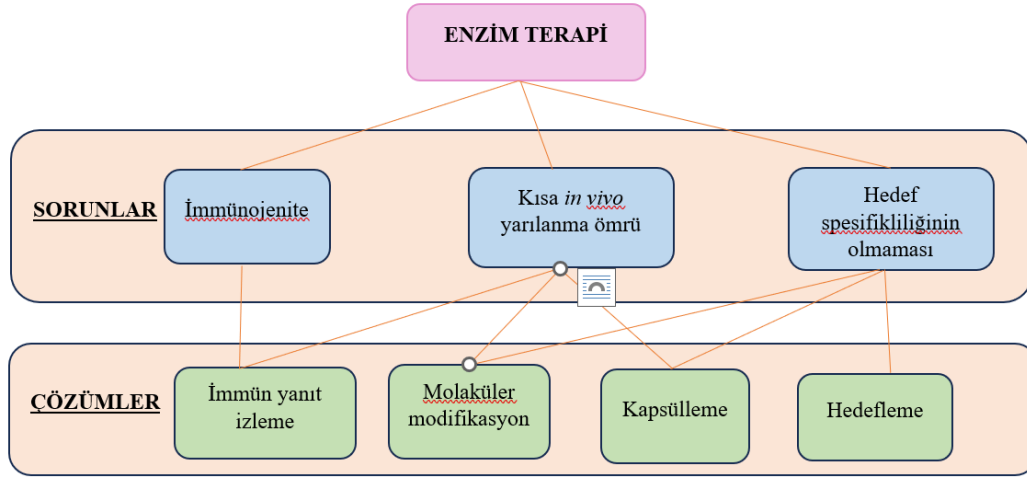 ENZİM TERAPİ
SORUNLAR
İmmünojenite
Kısa in vivo
yarılanma ömrü
Hedef
spesifikliliğinin
olmaması
ÇÖZÜMLER
İmmün yanıt
izleme
Molaküler
modifikasyon
Kapsülleme
Hedefleme